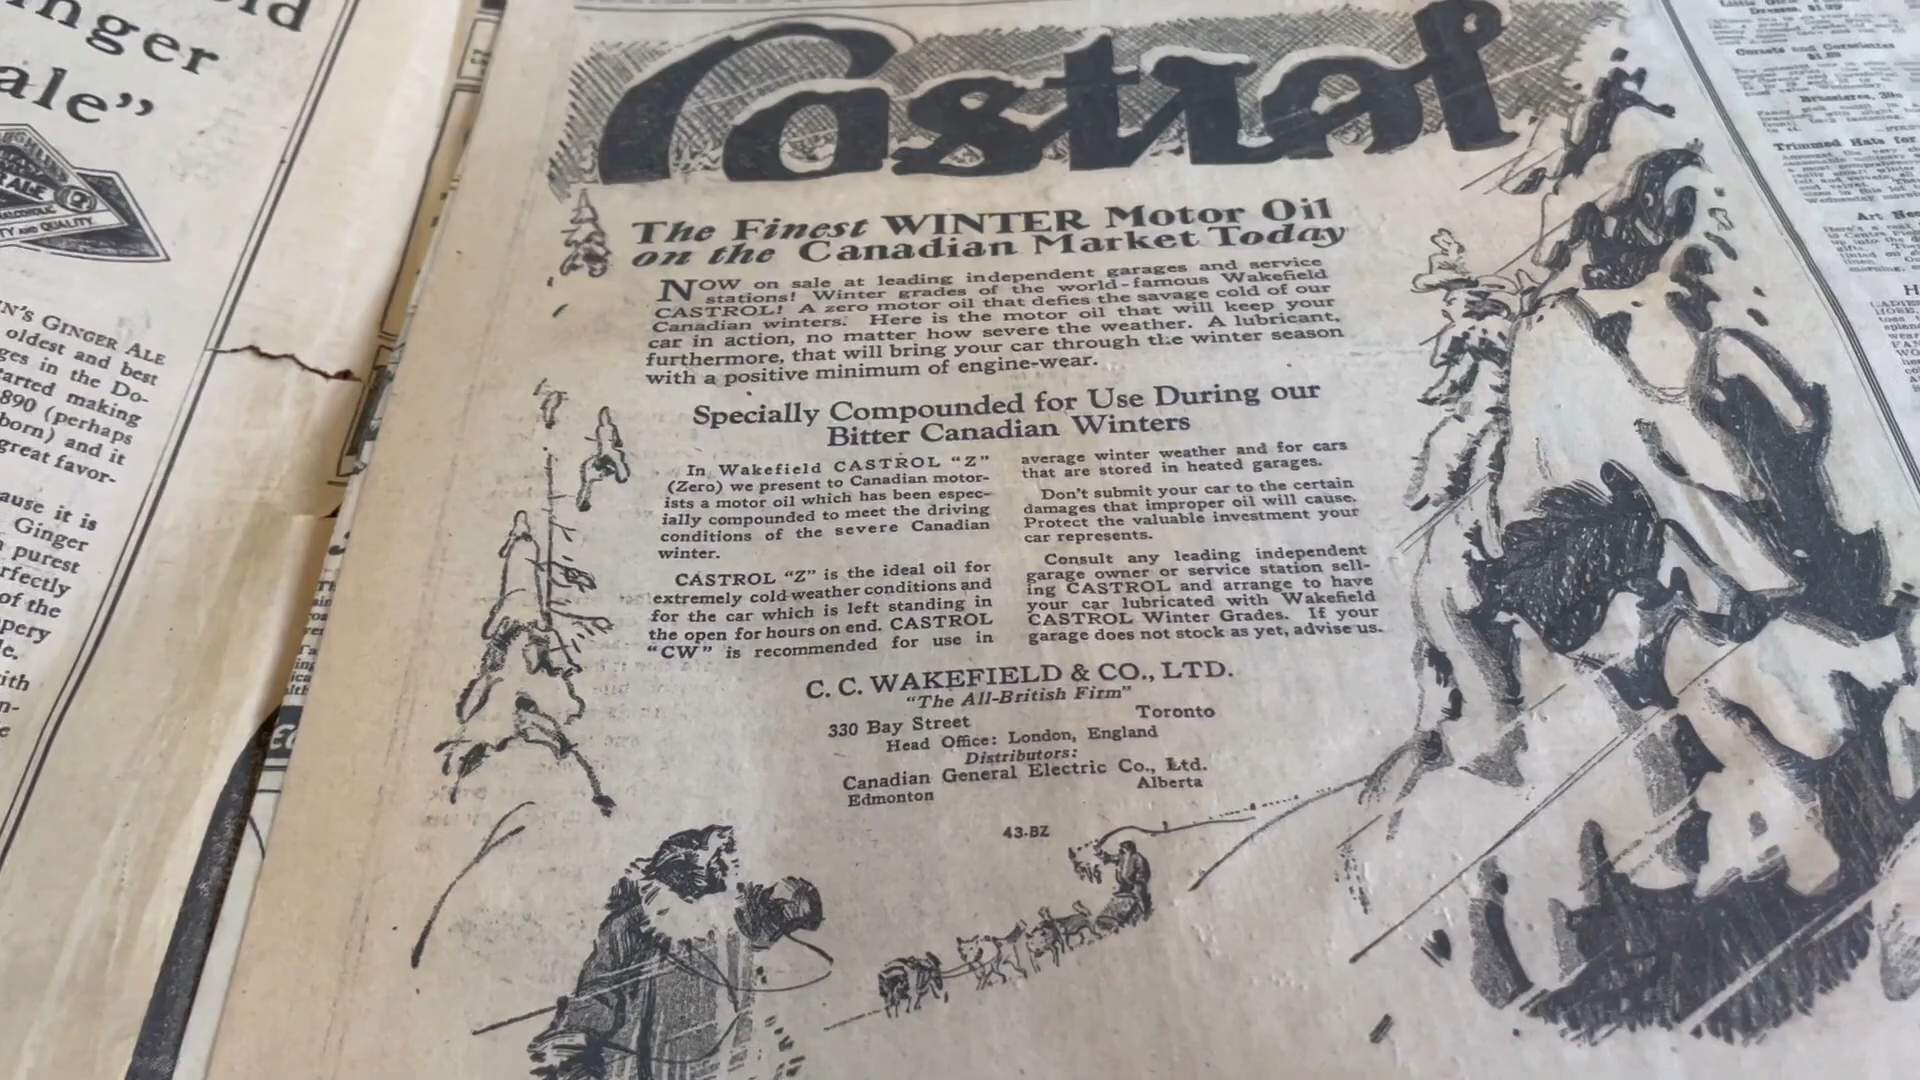 nger
ale"
RALE
TY AND QUALITY
N'S GINGER ALE
oldest and best
ges in the Do-
tarted making
890 (perhaps
born) and it
great favor-
ause it is
Ginger
purest
rfectly
of the
pery
le.
ith
n-
Castrol
The Finest WINTER Motor Oil
on the Canadian Market Today
NOW on sale at leading independent garages and service
stations! Winter grades of the world-famous Wakefield
CASTROL! A zero motor oil that defies the savage cold of our
Canadian winters. Here is the motor oil that will keep your
car in action, no matter how severe the weather. A lubricant,
furthermore, that will bring your car through the winter season
with a positive minimum of engine-wear.
Specially Compounded for Use During our
Bitter Canadian Winters
In Wakefield CASTROL "Z"
(Zero) we present to Canadian motor-
ists a motor oil which has been espec-
ially compounded to meet the driving
conditions of the severe Canadian
winter.
CASTROL "Z" is the ideal oil for
extremely cold weather conditions and
for the car which is left standing in
the open for hours on end. CASTROL
"CW" is recommended for use in
average winter weather and for cars
that are stored in heated garages.
Don't submit your car to the certain
damages that improper oil will cause.
Protect the valuable investment your
car represents.
Consult any leading independent
garage owner or service station sell-
ing CASTROL and arrange to have
your car lubricated with Wakefield
CASTROL Winter Grades. If your
garage does not stock as yet, advise us.
C. C. WAKEFIELD & CO., LTD.
"The All-British Firm"
330 Bay Street Toronto
Head Office: London, England
Distributors:
Canadian General Electric Co., Ltd.
Edmonton Alberta
43-BZ
Corsets and Corselettes
Brassieres, 39c
Trimmed Hats for